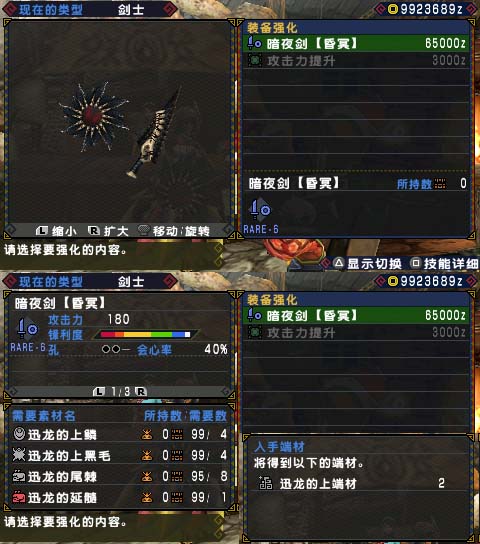 现在的类型 剑士
9923689z
装备强化
暗夜剑【昏冥】 65000z
攻击力提升 3000z
暗夜剑【昏冥】 所持数 0
RARE-6
L 缩小 R 扩大 移动/旋转
请选择要强化的内容。
△显示切换 □技能详细
现在的类型 剑士
9923689z
暗夜剑【昏冥】
攻击力 180
锋利度
RARE-6
孔 ○○— 会心率 40%
L 1/3 R
装备强化
暗夜剑【昏冥】 65000z
攻击力提升 3000z
需要素材名 所持数/需要数
迅龙的上鳞 0 99/ 4
迅龙的上黑毛 0 99/ 4
迅龙的尾棘 0 95/ 8
迅龙的延髓 0 99/ 1
请选择要强化的内容。
入手端材
将得到以下的端材。
迅龙的上端材 2